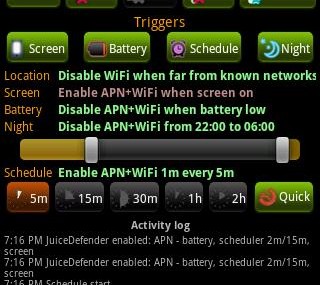 Triggers
Screen Battery Schedule Night
Location Disable WiFi when far from known networks
Screen Enable APN+WiFi when screen on
Battery Disable APN+WiFi when battery low
Night Disable APN+WiFi from 22:00 to 06:00
Schedule Enable APN+WiFi 1m every 5m
5m 15m 30m 1h 2h Quick
Activity log
7:16 PM JuiceDefender enabled: APN - battery, scheduler 2m/15m,
screen
7:16 PM JuiceDefender enabled: APN - battery, scheduler 2m/15m,
screen
7:16 PM Schedule start